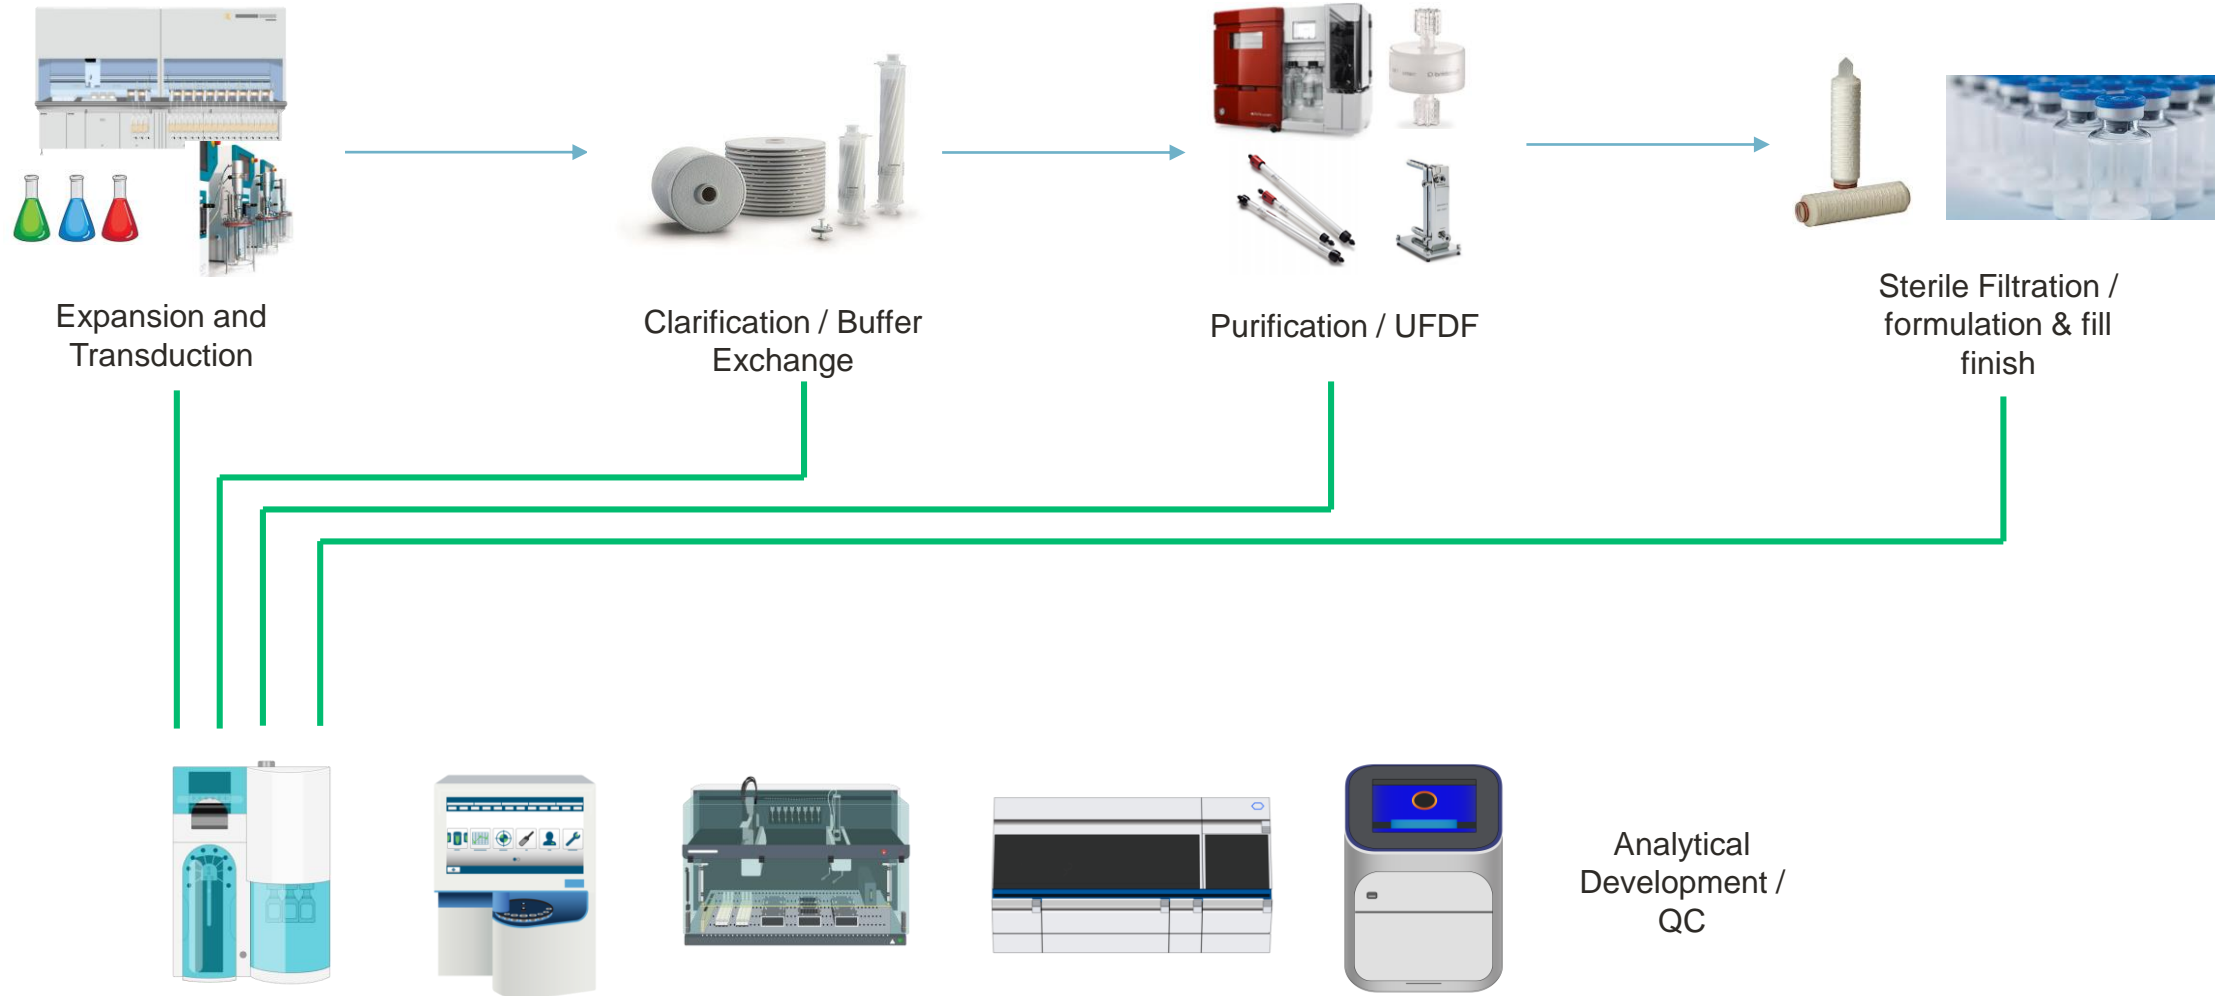 Expansion and
Transduction
Clarification / Buffer
Exchange
Purification / UFDF
Sterile Filtration /
formulation & fill
finish
Analytical
Development /
QC